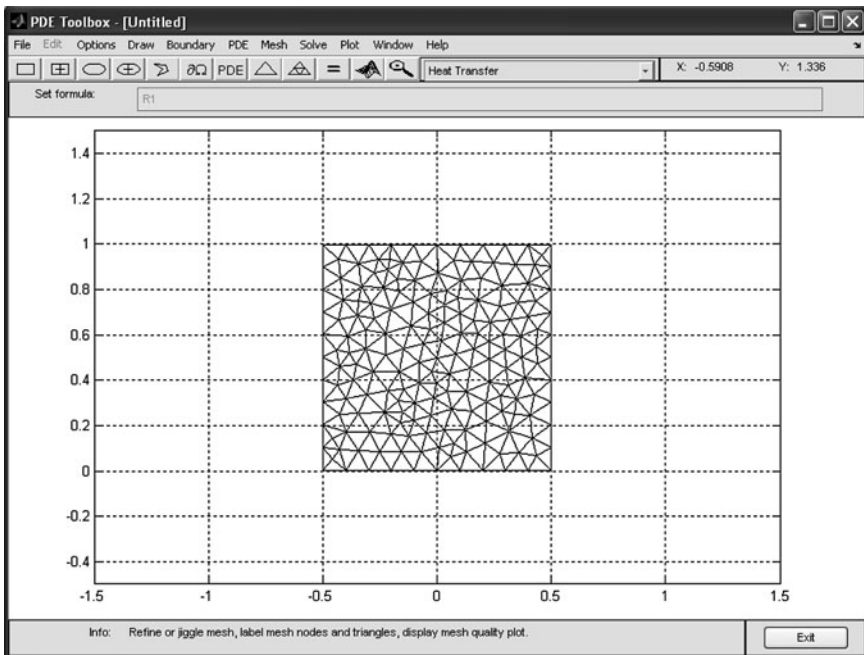 PDE Toolbox - [Untitled]
File Edit Options Draw Boundary PDE Mesh Solve Plot Window Help
∂Ω PDE = Heat Transfer X: -0.5908 Y: 1.336
Set formula: R1
1.4
1.2
1
0.8
0.6
0.4
0.2
0
-0.2
-0.4
-1.5 -1 -0.5 0 0.5 1 1.5
Info: Refine or jiggle mesh, label mesh nodes and triangles, display mesh quality plot.
Exit